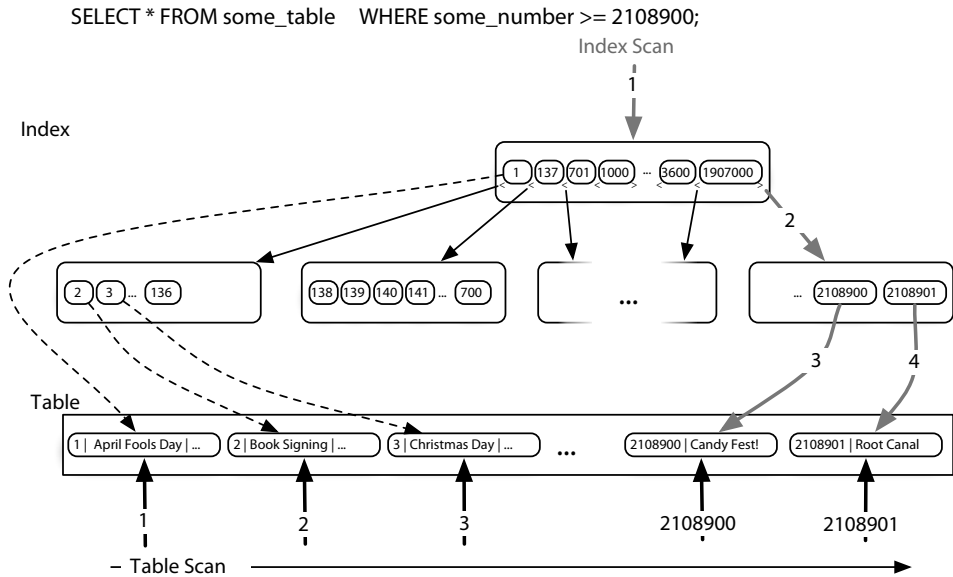 SELECT * FROM some_table WHERE some_number >= 2108900;
Index Scan
1
Index
1 137 701 1000 ... 3600 1907000
< < < < < < >
2
2 3 ... 136
138 139 140 141 ... 700
...
... 2108900 2108901
3 4
Table
1 | April Fools Day | ...
2 | Book Signing | ...
3 | Christmas Day | ...
...
2108900 | Candy Fest!
2108901 | Root Canal
1 2 3 2108900 2108901
Table Scan